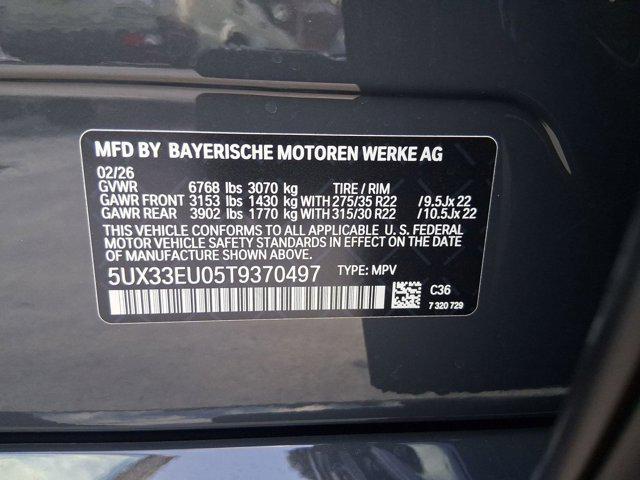 MFD BY BAYERISCHE MOTOREN WERKE AG
02/26
GVWR 6768 lbs 3070 kg TIRE / RIM
GAWR FRONT 3153 lbs 1430 kg WITH 275/35 R22 /9.5Jx 22
GAWR REAR 3902 lbs 1770 kg WITH 315/30 R22 /10.5Jx 22
THIS VEHICLE CONFORMS TO ALL APPLICABLE U. S. FEDERAL
MOTOR VEHICLE SAFETY STANDARDS IN EFFECT ON THE
DATE OF MANUFACTURE SHOWN ABOVE.
5UX33EU05T9370497 TYPE: MPV
C36
7 320 729